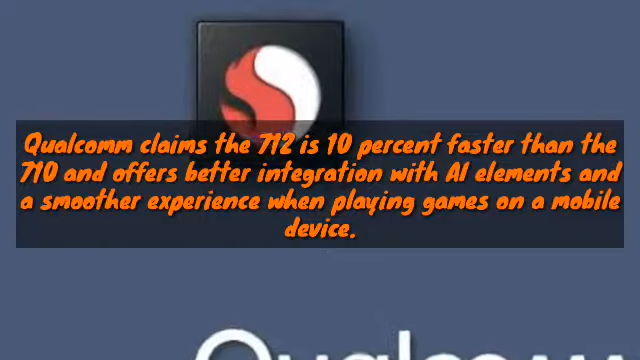 Qualcomm claims the 712 is 10 percent faster than the
710 and offers better integration with AI elements and
a smoother experience when playing games on a mobile
device.
Qualcomm